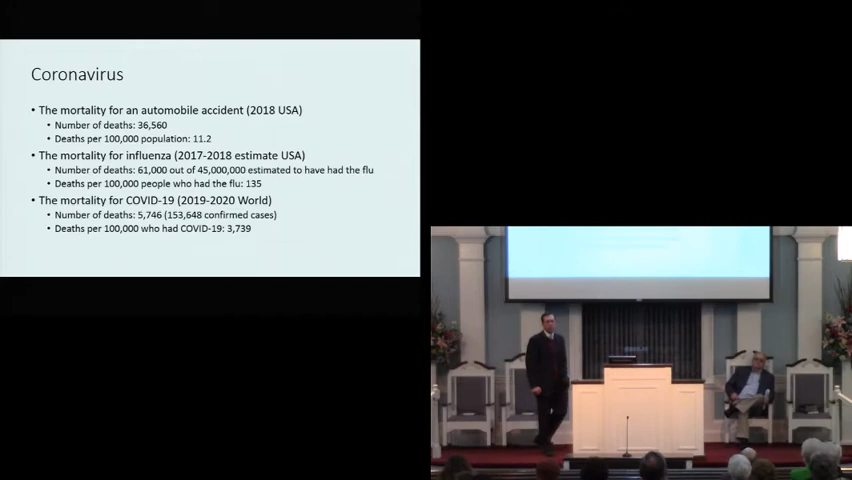 Coronavirus
• The mortality for an automobile accident (2018 USA)
• Number of deaths: 36,560
• Deaths per 100,000 population: 11.2
• The mortality for influenza (2017-2018 estimate USA)
• Number of deaths: 61,000 out of 45,000,000 estimated to have had the flu
• Deaths per 100,000 people who had the flu: 135
• The mortality for COVID-19 (2019-2020 World)
• Number of deaths: 5,746 (153,648 confirmed cases)
• Deaths per 100,000 who had COVID-19: 3,739